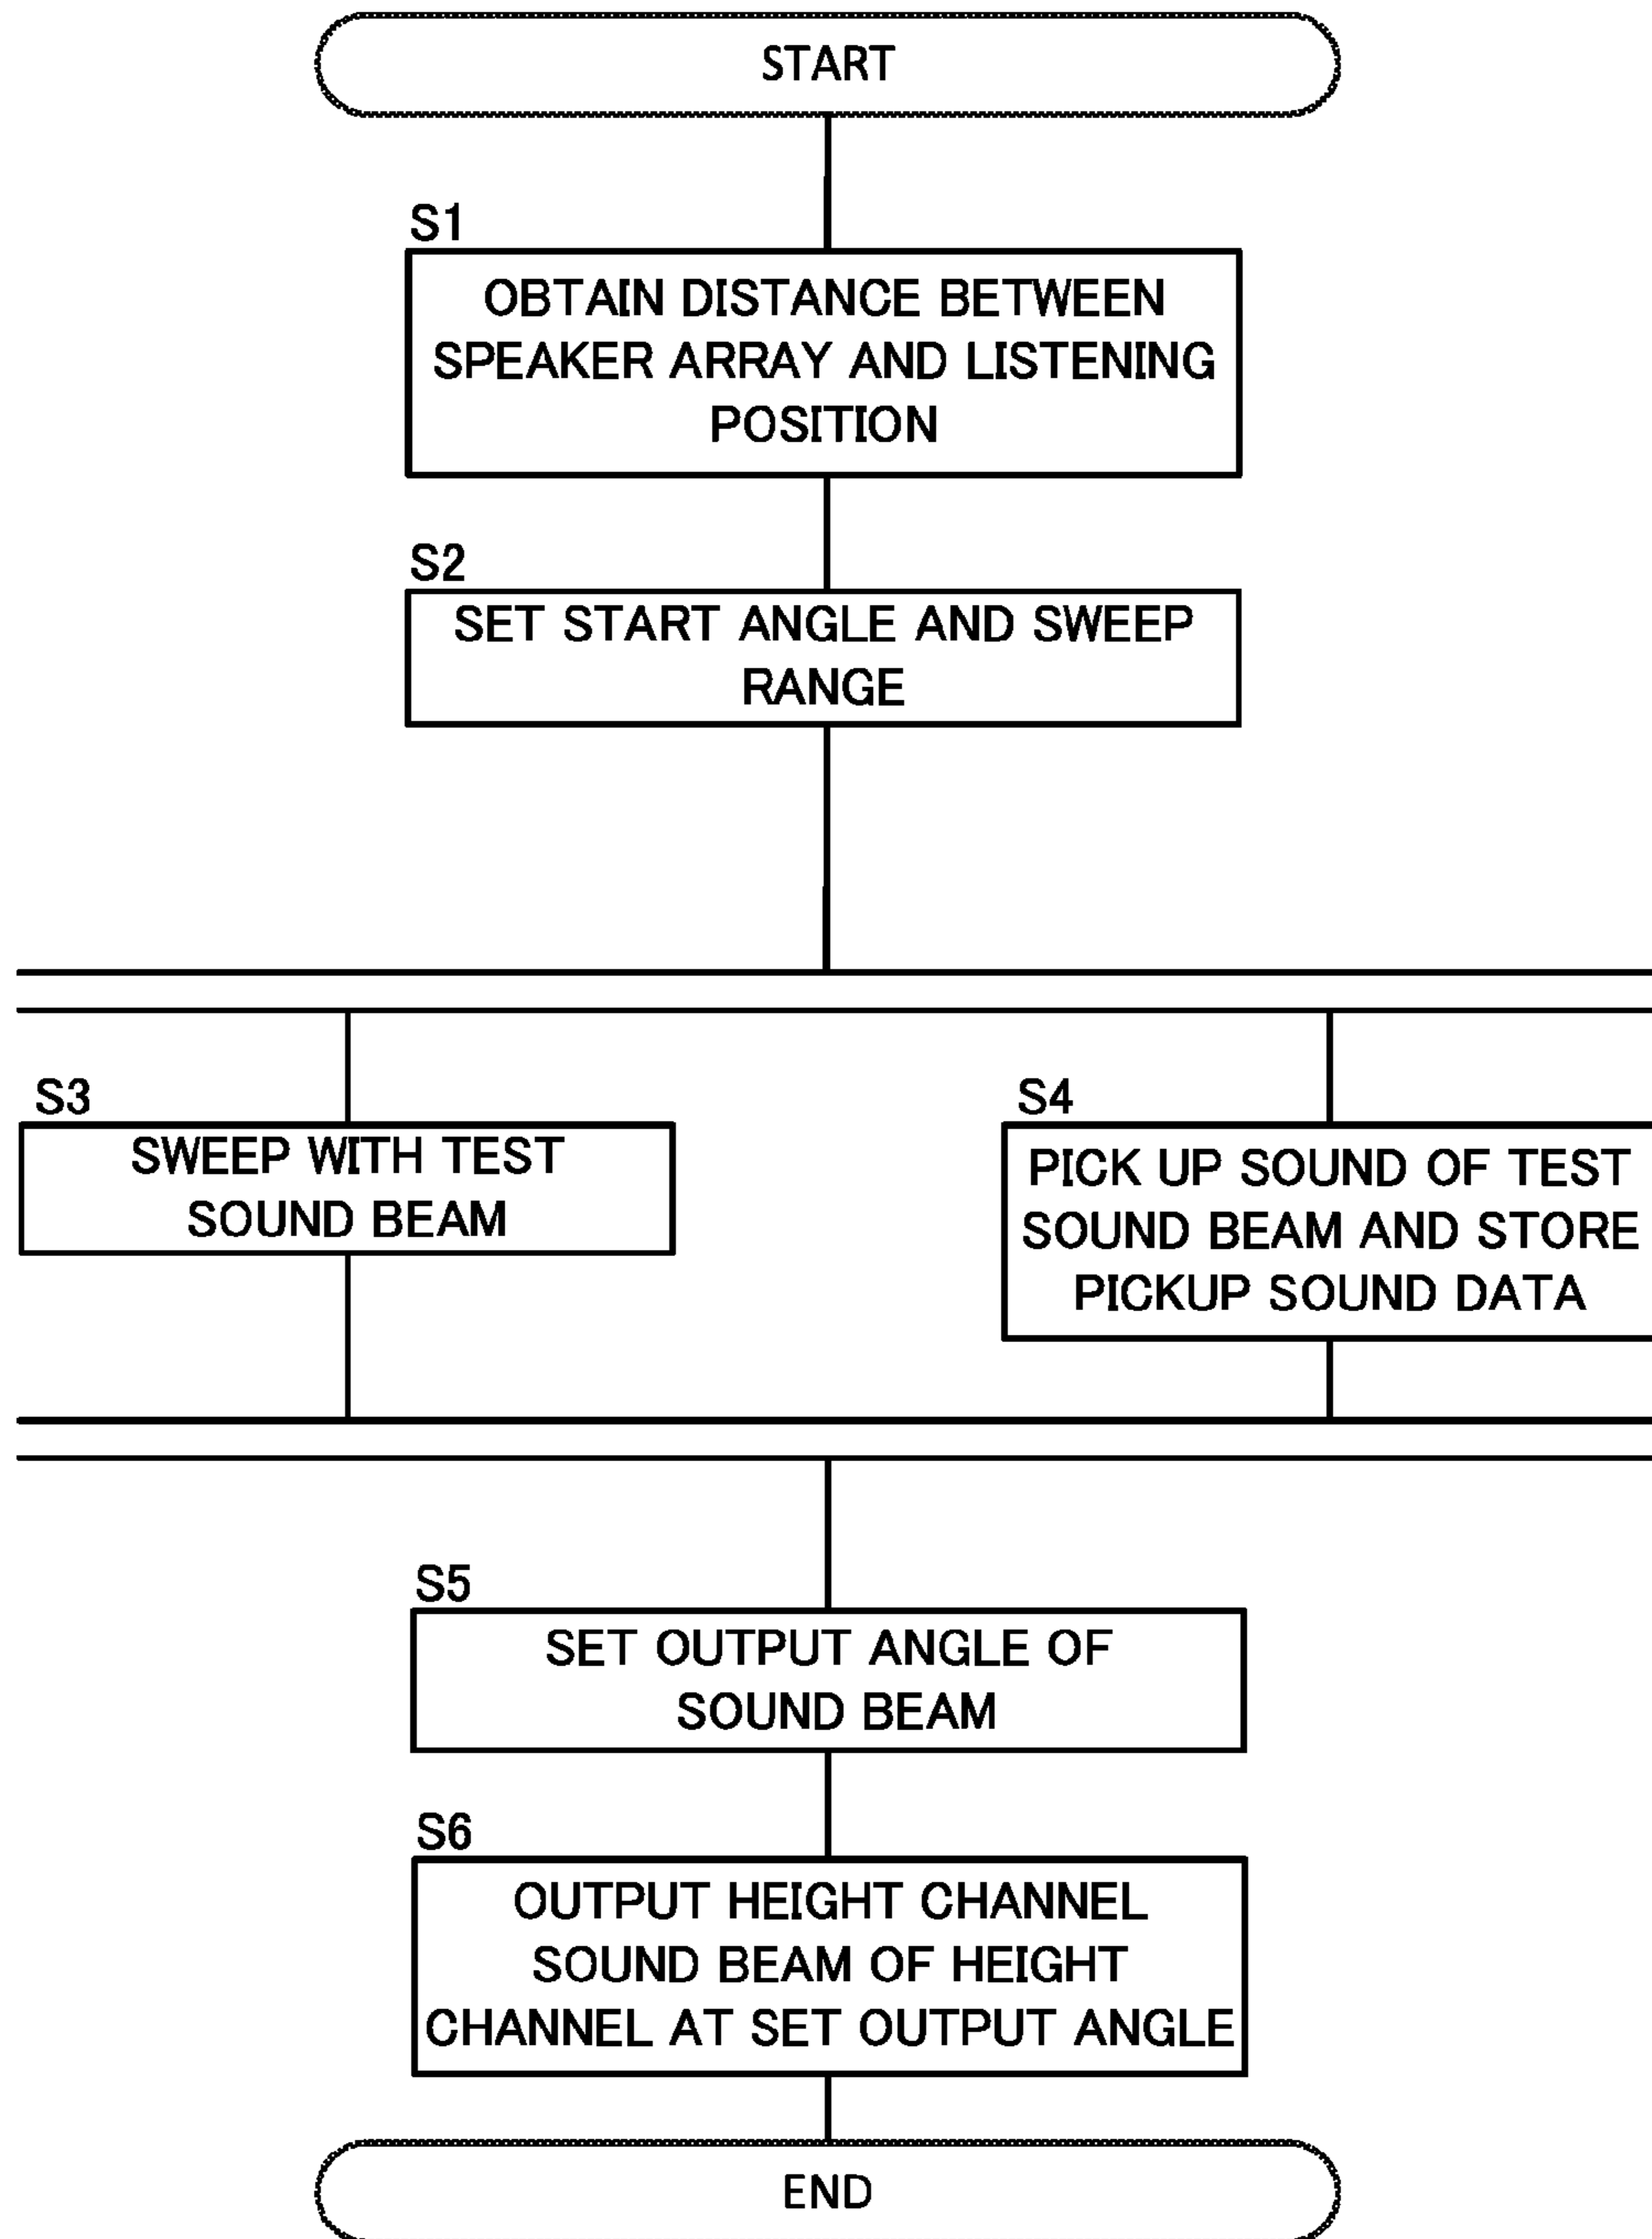 START
S1
OBTAIN DISTANCE BETWEEN
SPEAKER ARRAY AND LISTENING
POSITION
S2
SET START ANGLE AND SWEEP
RANGE
S3
SWEEP WITH TEST
SOUND BEAM
S4
PICK UP SOUND OF TEST
SOUND BEAM AND STORE
PICKUP SOUND DATA
S5
SET OUTPUT ANGLE OF
SOUND BEAM
S6
OUTPUT HEIGHT CHANNEL
SOUND BEAM OF HEIGHT
CHANNEL AT SET OUTPUT ANGLE
END